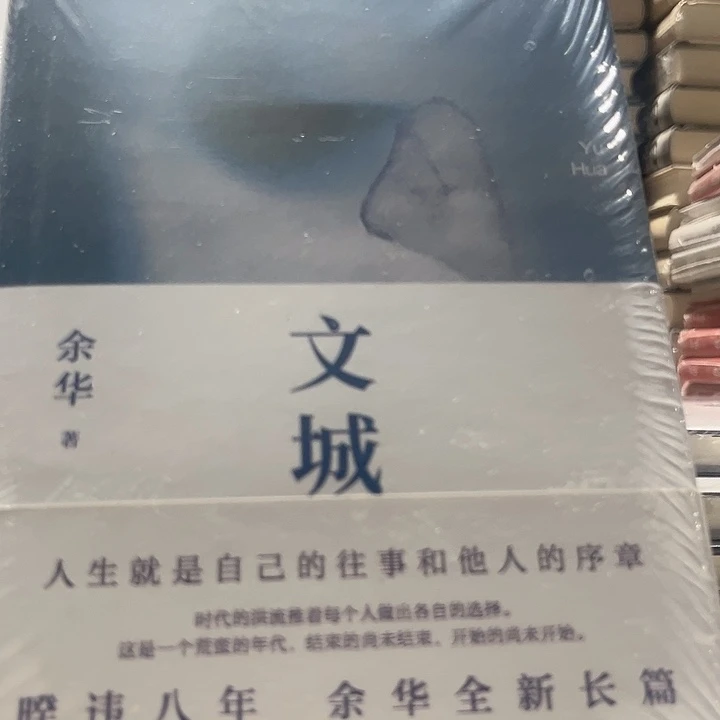 Yu
Hua
余华 著
文城
人生就是自己的往事和他人的序章
时代的洪流推着每个人做出各自的选择。
这是一个荒蛮的年代,结束的尚未结束,开始的尚未开始。
暌违八年 余华全新长篇